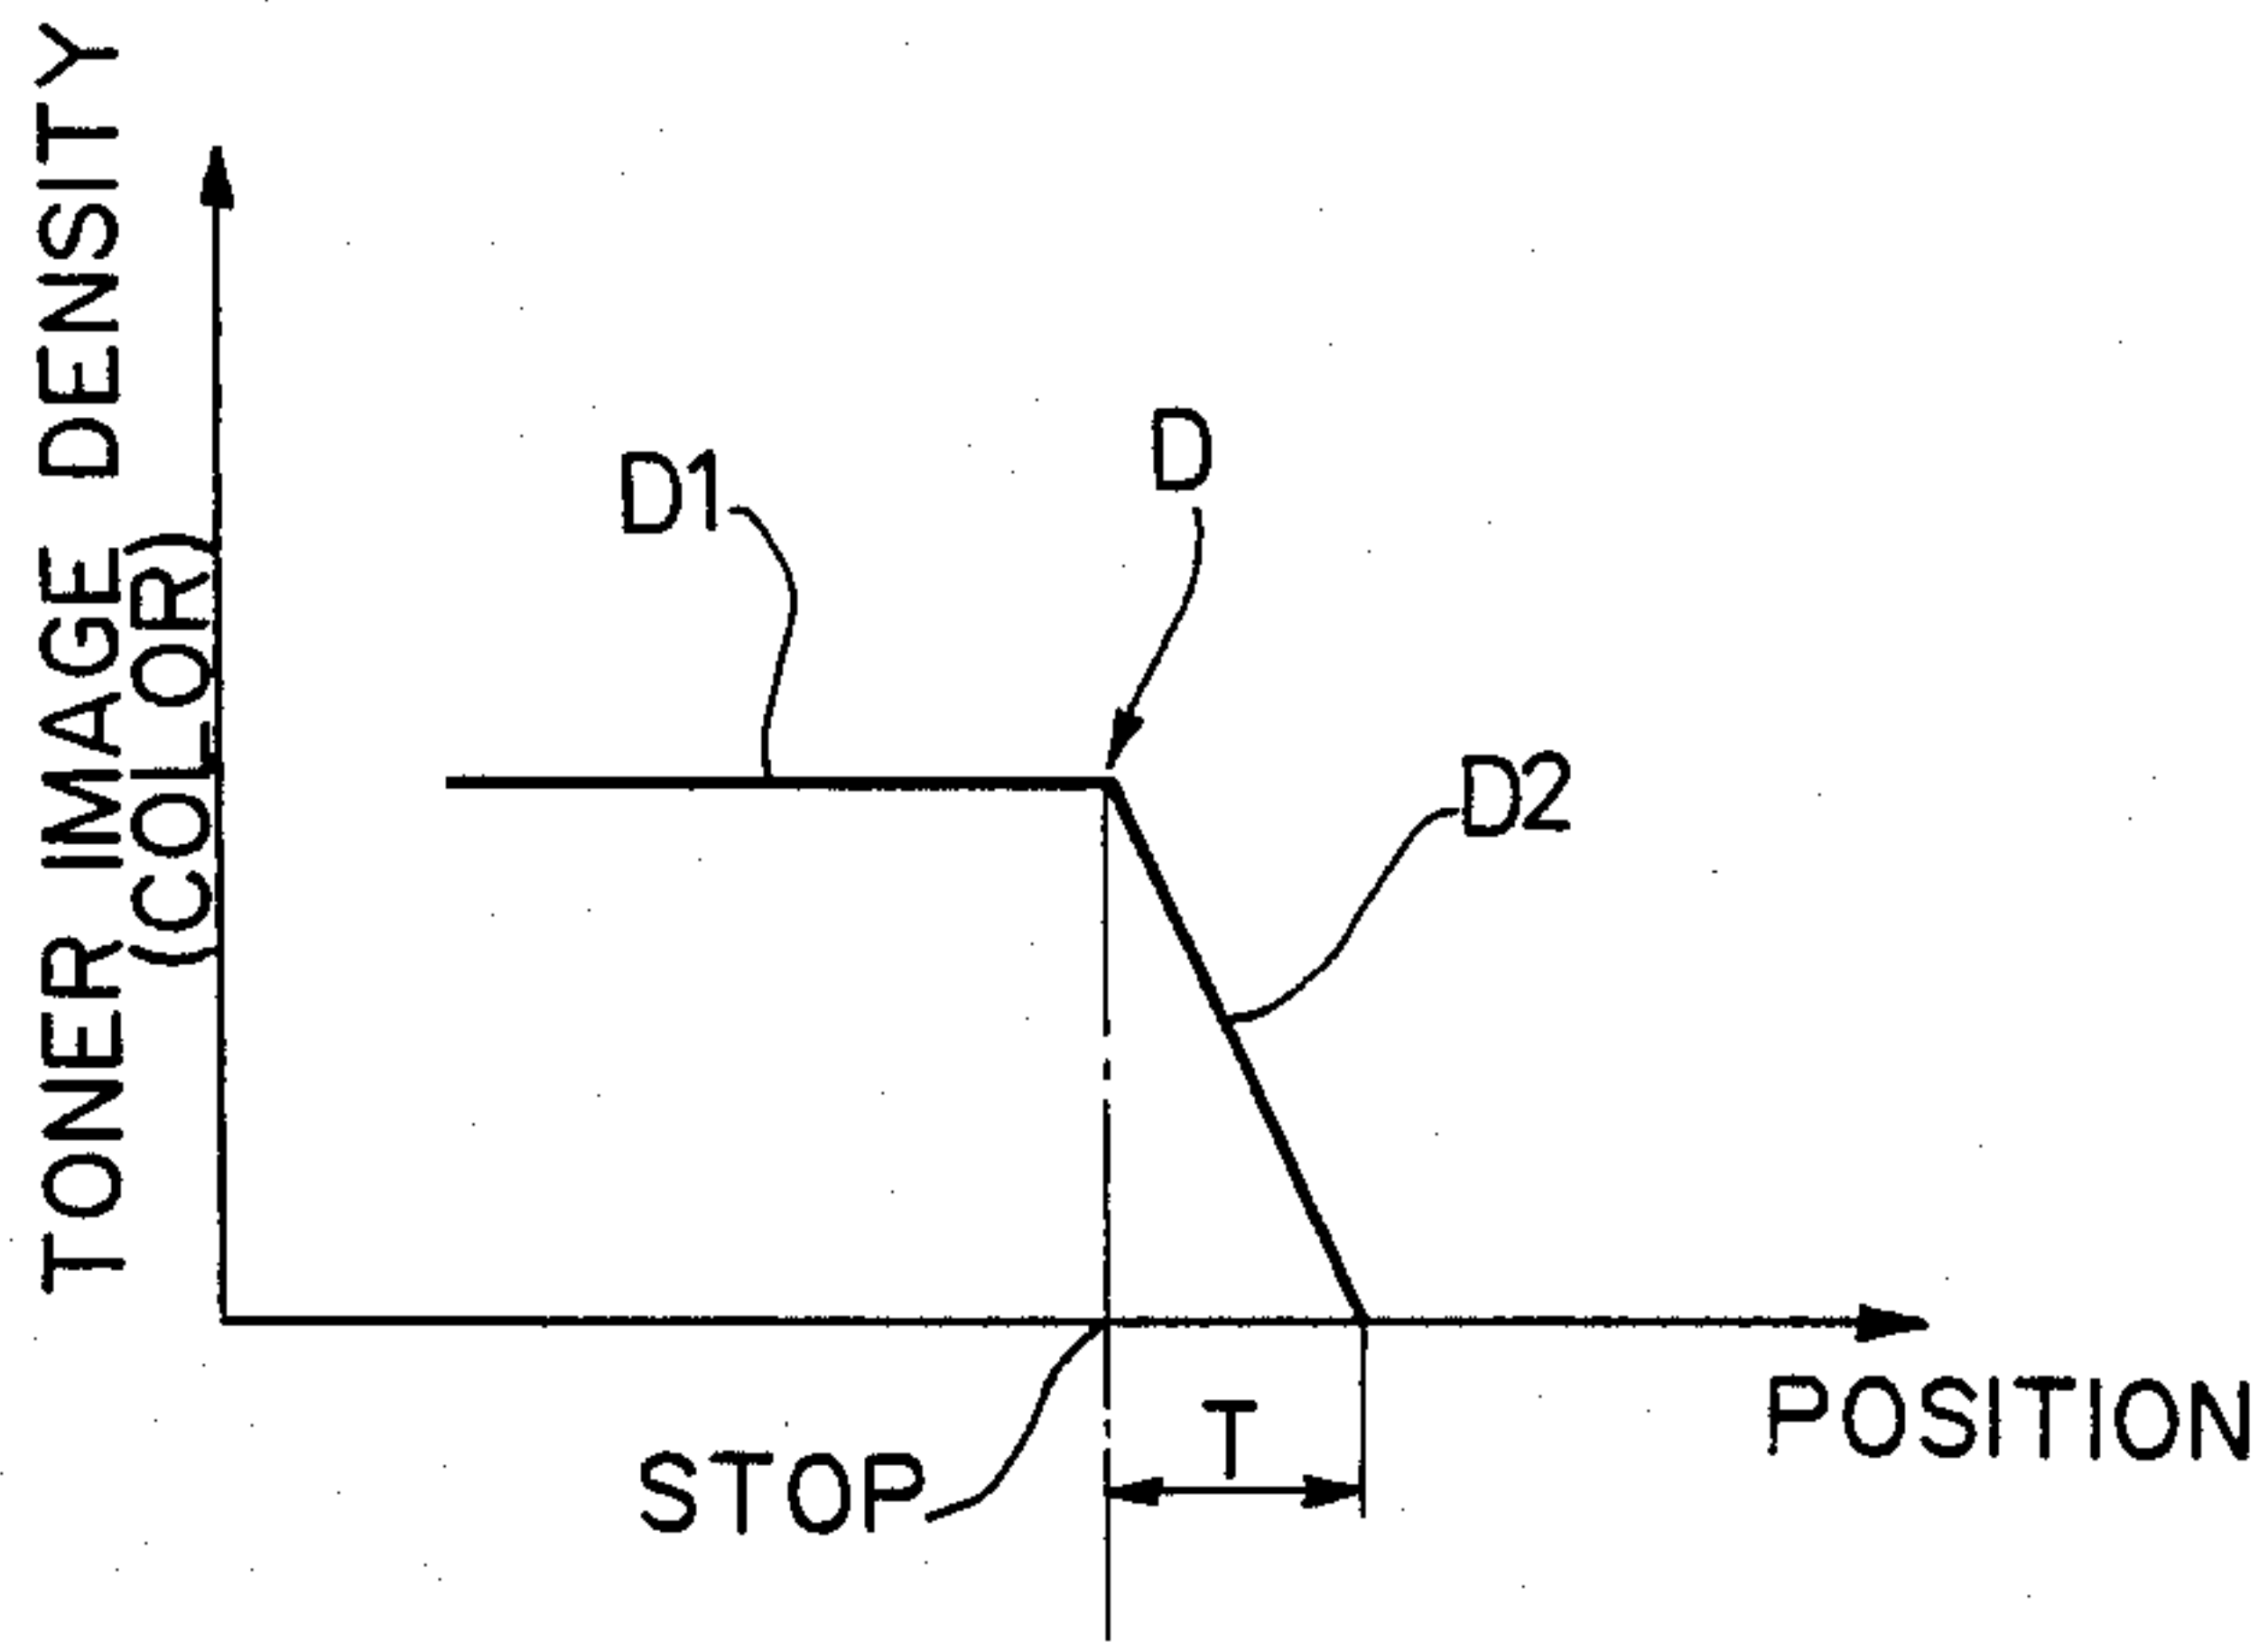 TONER IMAGE DENSITY
(COLOR)
D1
D
D2
STOP
T
POSITION